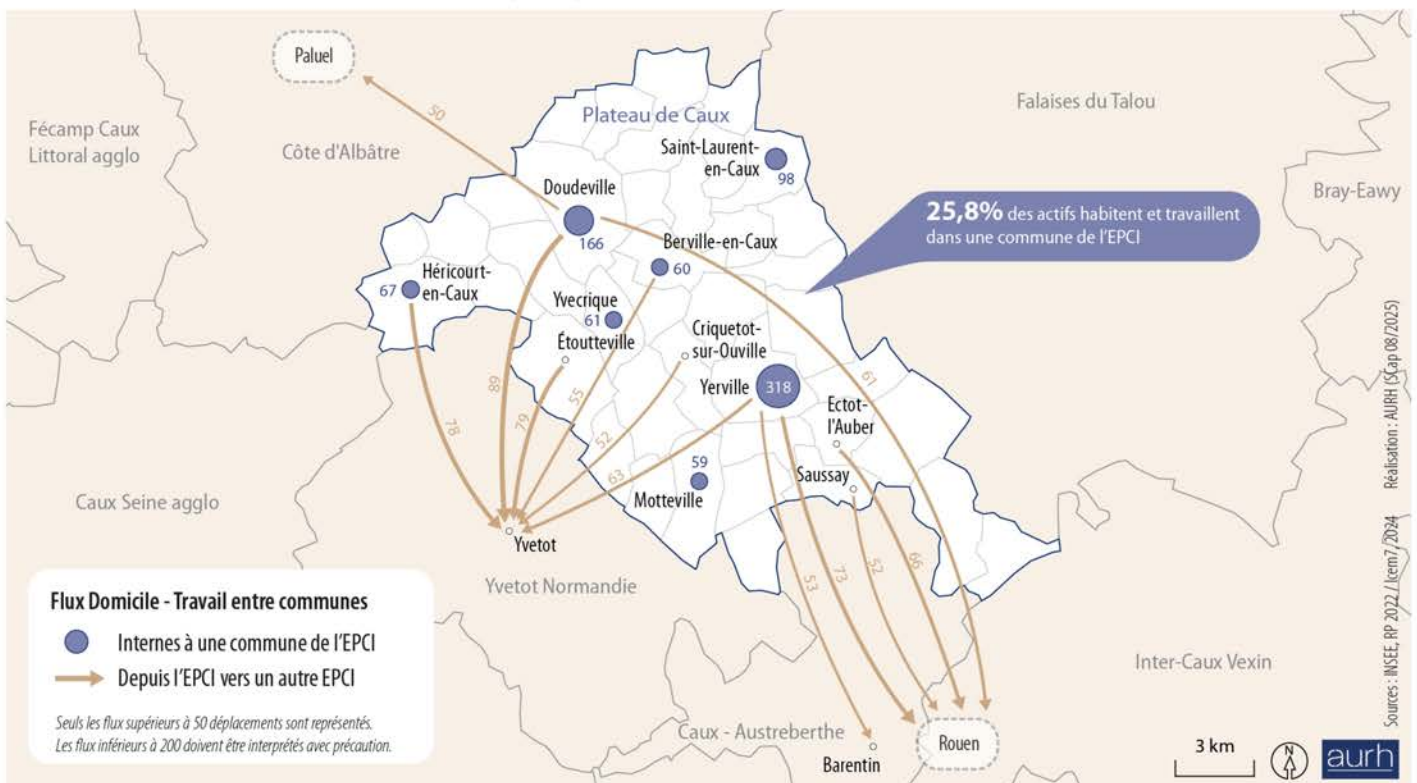 Paluel
50
Fécamp Caux
Littoral agglo
Côte d'Albâtre
Plateau de Caux
Falaises du Talou
Bray-Eawy
Saint-Laurent-
en-Caux
98
Doudeville
166
25,8% des actifs habitent et travaillent
dans une commune de l'EPCI
Berville-en-Caux
60
Héricourt-
en-Caux
67
Yvecrique
61
Étoutteville
Criquetot-
sur-Ouville
Yerville
318
61
Ectot-
l'Auber
89
79
55
52
78
63
59
Motteville
Saussay
Caux Seine agglo
Yvetot
Yvetot Normandie
53
73
52
66
Inter-Caux Vexin
Caux - Austreberthe
Barentin
Rouen
Flux Domicile - Travail entre communes
Internes à une commune de l'EPCI
Depuis l'EPCI vers un autre EPCI
Seuls les flux supérieurs à 50 déplacements sont représentés.
Les flux inférieurs à 200 doivent être interprétés avec précaution.
3 km
N
aurh
Sources : INSEE, RP 2022 / Icem7, 2024 Réalisation : AURH (SCap 08/2025)